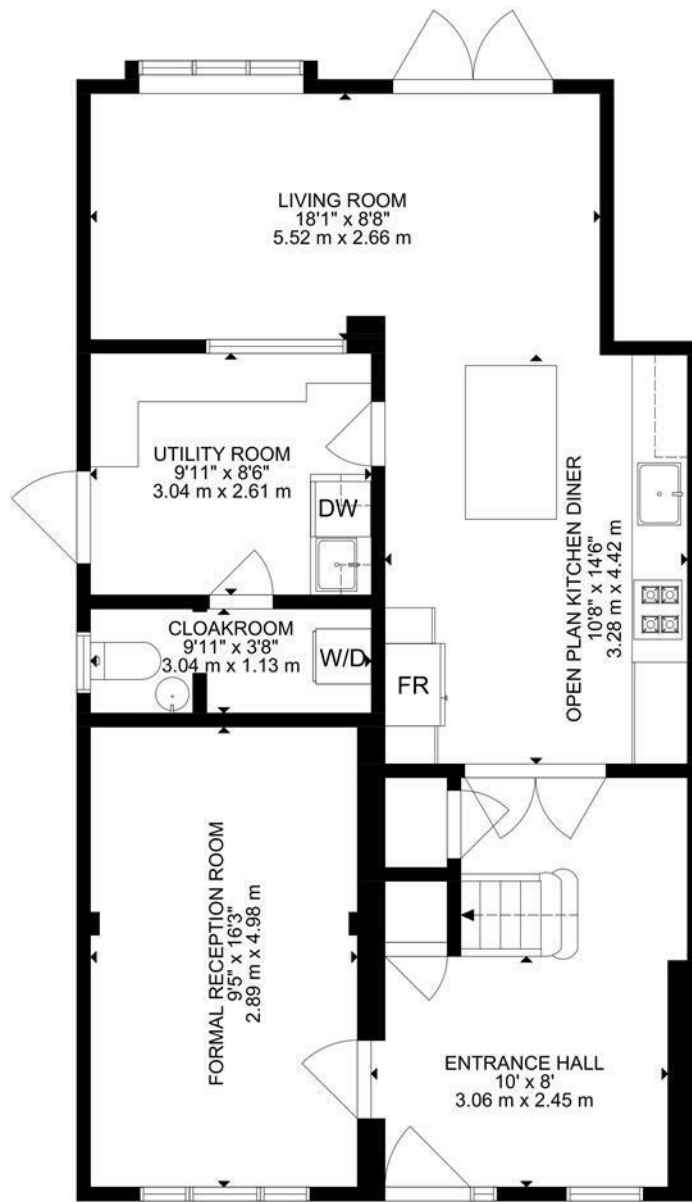 LIVING ROOM
18'1" x 8'8"
5.52 m x 2.66 m
UTILITY ROOM
9'11" x 8'6"
3.04 m x 2.61 m
DW
OPEN PLAN KITCHEN DINER
10'8" x 14'6"
3.28 m x 4.42 m
CLOAKROOM
9'11" x 3'8"
3.04 m x 1.13 m
W/D
FR
FORMAL RECEPTION ROOM
9'5" x 16'3"
2.89 m x 4.98 m
ENTRANCE HALL
10' x 8'
3.06 m x 2.45 m